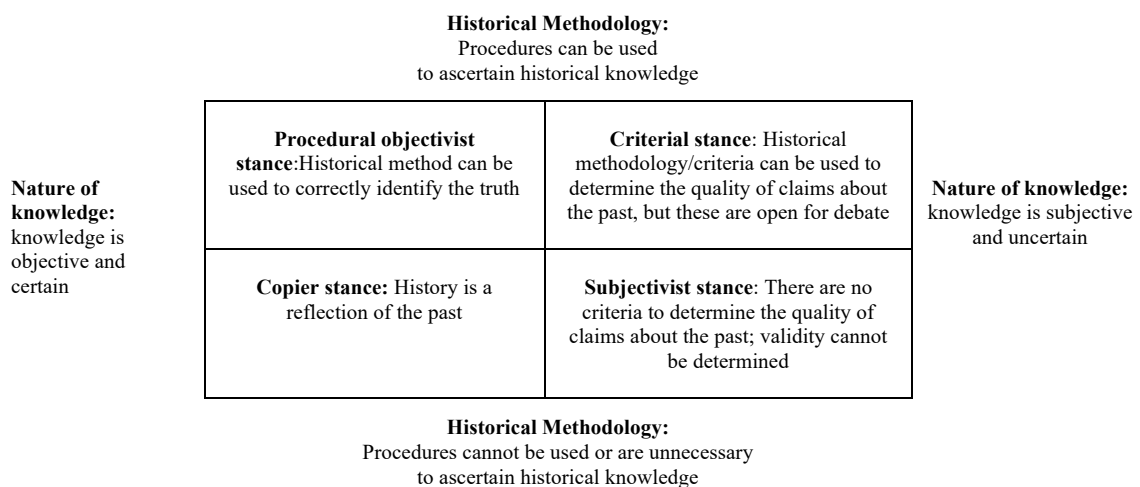 Historical Methodology:
Procedures can be used
to ascertain historical knowledge
Nature of
knowledge:
knowledge is
objective and
certain
Procedural objectivist
stance:Historical method can be
used to correctly identify the truth
Criterial stance: Historical
methodology/criteria can be used to
determine the quality of claims about
the past, but these are open for debate
Nature of knowledge:
knowledge is subjective
and uncertain
Copier stance: History is a
reflection of the past
Subjectivist stance: There are no
criteria to determine the quality of
claims about the past; validity cannot
be determined
Historical Methodology:
Procedures cannot be used or are unnecessary
to ascertain historical knowledge